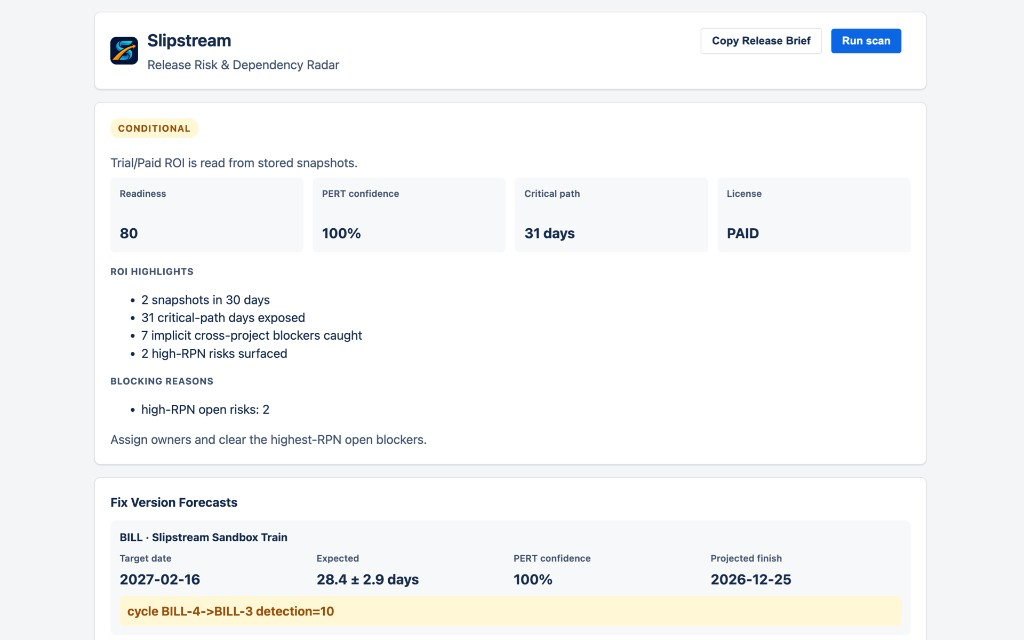 Slipstream
Release Risk & Dependency Radar
Copy Release Brief
Run scan
CONDITIONAL
Trial/Paid ROI is read from stored snapshots.
Readiness
80
PERT confidence
100%
Critical path
31 days
License
PAID
ROI HIGHLIGHTS
• 2 snapshots in 30 days
• 31 critical-path days exposed
• 7 implicit cross-project blockers caught
• 2 high-RPN risks surfaced
BLOCKING REASONS
• high-RPN open risks: 2
Assign owners and clear the highest-RPN open blockers.
Fix Version Forecasts
BILL · Slipstream Sandbox Train
Target date
2027-02-16
Expected
28.4 ± 2.9 days
PERT confidence
100%
Projected finish
2026-12-25
cycle BILL-4->BILL-3 detection=10